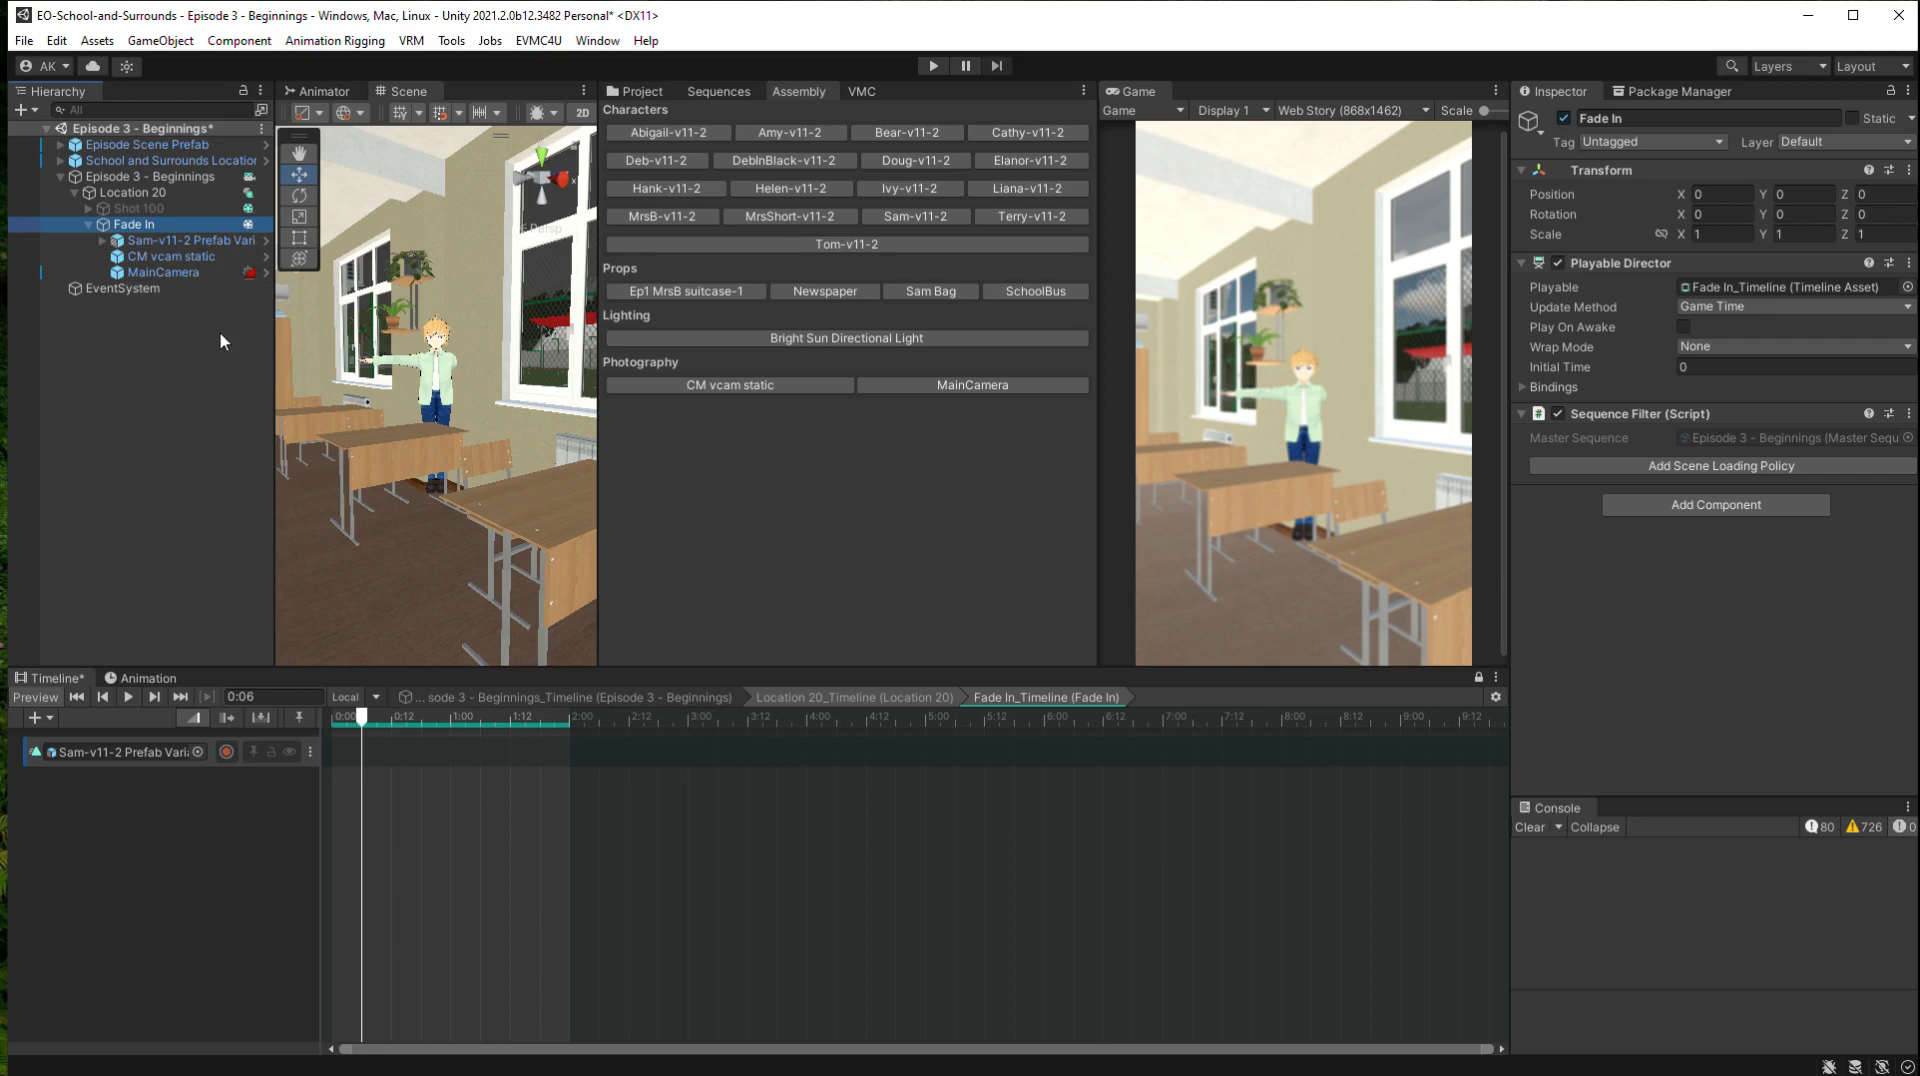 EO-School-and-Surrounds - Episode 3 - Beginnings - Windows, Mac, Linux - Unity 2021.2.0b12.3482 Personal* <DX11>
File Edit Assets GameObject Component Animation Rigging VRM Tools Jobs EVMC4U Window Help
AK
Layers Layout
Hierarchy
All
Episode 3 - Beginnings*
Episode Scene Prefab
School and Surrounds Location
Episode 3 - Beginnings
Location 20
Shot 100
Fade In
Sam-v11-2 Prefab Vari
CM vcam static
MainCamera
EventSystem
Animator Scene
2D
Persp
Project Sequences Assembly VMC
Characters
Abigail-v11-2 Amy-v11-2 Bear-v11-2 Cathy-v11-2
Deb-v11-2 DebInBlack-v11-2 Doug-v11-2 Elanor-v11-2
Hank-v11-2 Helen-v11-2 Ivy-v11-2 Liana-v11-2
MrsB-v11-2 MrsShort-v11-2 Sam-v11-2 Terry-v11-2
Tom-v11-2
Props
Ep1 MrsB suitcase-1 Newspaper Sam Bag SchoolBus
Lighting
Bright Sun Directional Light
Photography
CM vcam static MainCamera
Game
Game Display 1 Web Story (868x1462) Scale
Inspector Package Manager
Fade In Static
Tag Untagged Layer Default
Transform
Position X 0 Y 0 Z 0
Rotation X 0 Y 0 Z 0
Scale X 1 Y 1 Z 1
Playable Director
Playable Fade In_Timeline (Timeline Asset)
Update Method Game Time
Play On Awake
Wrap Mode None
Initial Time 0
Bindings
Sequence Filter (Script)
Master Sequence Episode 3 - Beginnings (Master Sequ
Add Scene Loading Policy
Add Component
Timeline* Animation
Preview 0:06 Local ... sode 3 - Beginnings_Timeline (Episode 3 - Beginnings) Location 20_Timeline (Location 20) Fade In_Timeline (Fade In)
0:00 0:12 1:00 1:12 2:00 2:12 3:00 3:12 4:00 4:12 5:00 5:12 6:00 6:12 7:00 7:12 8:00 8:12 9:00 9:12
Sam-v11-2 Prefab Varia
Console
Clear Collapse 80 726 0